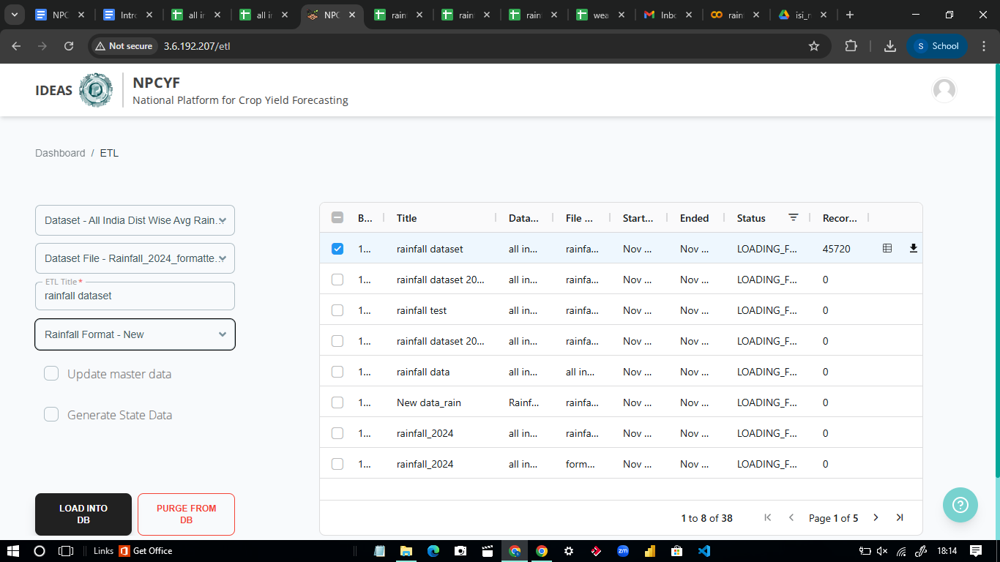 NPC
Intro
all in
all in
NPC
rain
rain
rain
wea
Inbo
rain
isi_r
Not secure
3.6.192.207/etl
S School
IDEAS
NPCYF
National Platform for Crop Yield Forecasting
Dashboard / ETL
Dataset - All India Dist Wise Avg Rain...
Dataset File - Rainfall_2024_formatte...
ETL Title *
rainfall dataset
Rainfall Format - New
Update master data
Generate State Data
LOAD INTO
DB
PURGE FROM
DB
B... Title Data... File ... Start... Ended Status Recor...
1... rainfall dataset all in... rainfa... Nov ... Nov ... LOADING_F... 45720
1... rainfall dataset 20... all in... rainfa... Nov ... Nov ... LOADING_F... 0
1... rainfall test all in... rainfa... Nov ... Nov ... LOADING_F... 0
1... rainfall dataset 20... all in... rainfa... Nov ... Nov ... LOADING_F... 0
1... rainfall data all in... all in... Nov ... Nov ... LOADING_F... 0
1... New data_rain Rainf... rainfa... Nov ... Nov ... LOADING_F... 0
1... rainfall_2024 all in... rainfa... Nov ... Nov ... LOADING_F... 0
1... rainfall_2024 all in... form... Nov ... Nov ... LOADING_F... 0
1 to 8 of 38 Page 1 of 5
Links Get Office
zm
18:14